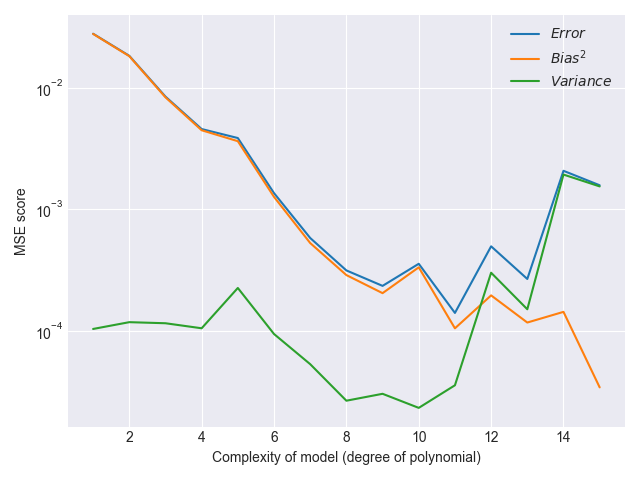 Error
Bias²
Variance
10⁻²
10⁻³
10⁻⁴
MSE score
2 4 6 8 10 12 14
Complexity of model (degree of polynomial)